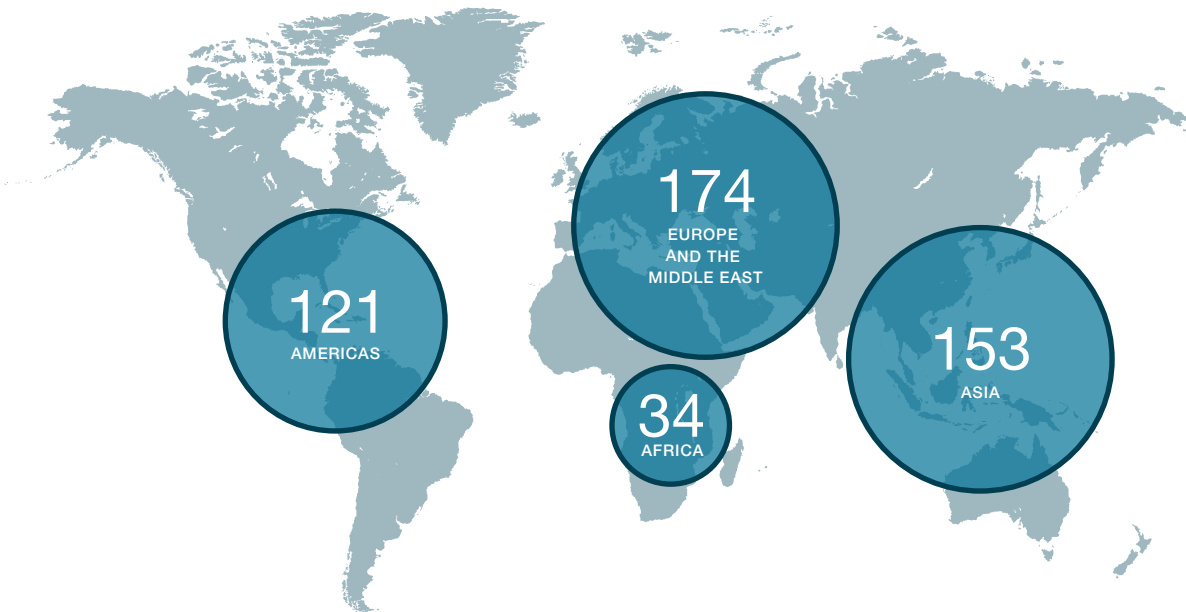 174
EUROPE
AND THE
MIDDLE EAST
121
AMERICAS
153
ASIA
34
AFRICA